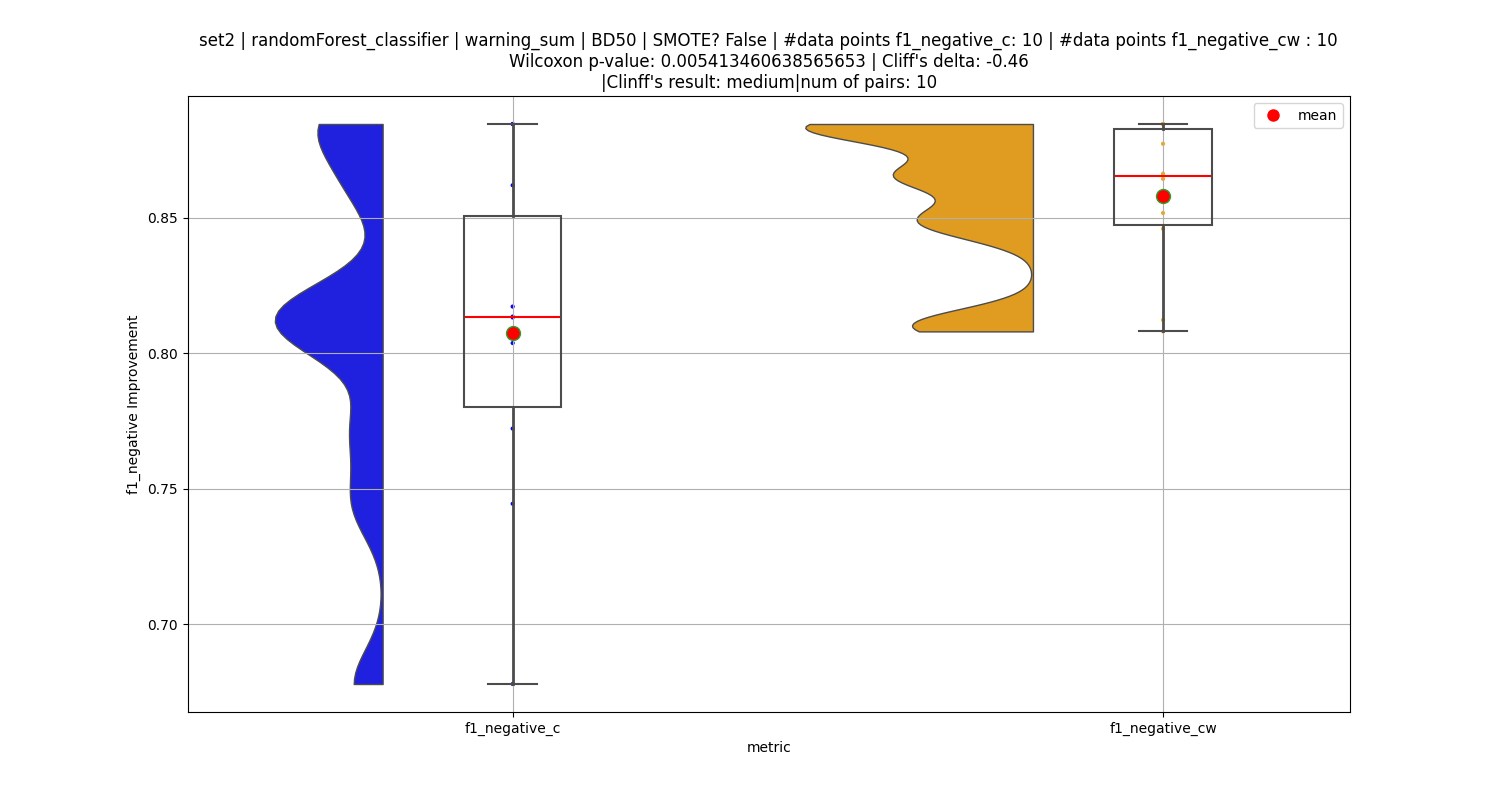 set2 | randomForest_classifier | warning_sum | BD50 | SMOTE? False | #data points f1_negative_c: 10 | #data points f1_negative_cw : 10
Wilcoxon p-value: 0.005413460638565653 | Cliff's delta: -0.46
|Clinff's result: medium|num of pairs: 10
mean
0.85
0.80
0.75
0.70
f1_negative Improvement
f1_negative_c
f1_negative_cw
metric